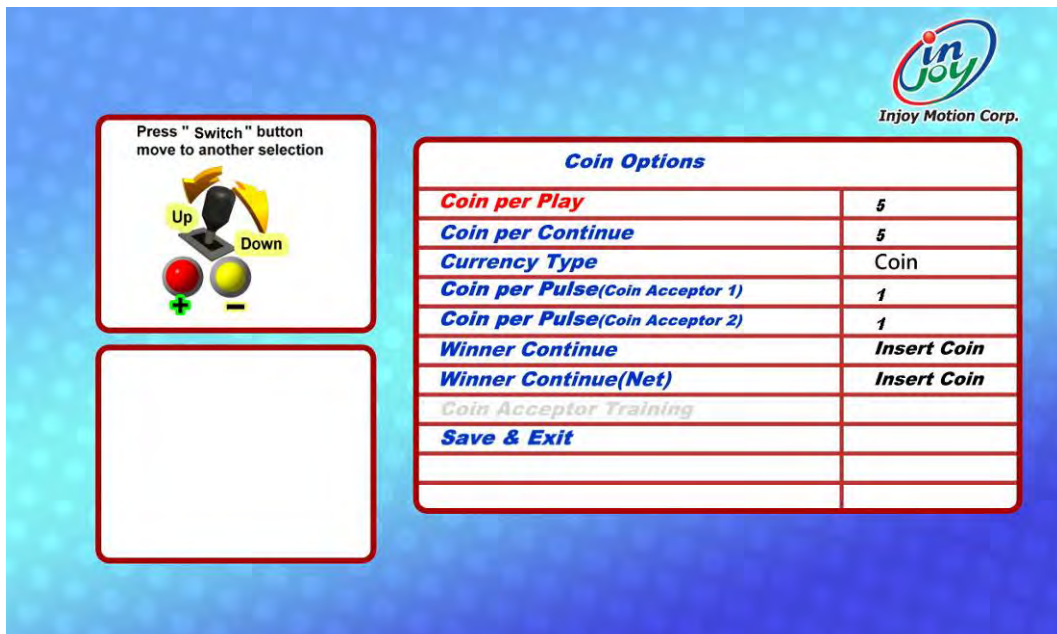 in
joy
Injoy Motion Corp.
Press " Switch " button
move to another selection
Up
Down
+ −
Coin Options
Coin per Play 5
Coin per Continue 5
Currency Type Coin
Coin per Pulse(Coin Acceptor 1) 1
Coin per Pulse(Coin Acceptor 2) 1
Winner Continue Insert Coin
Winner Continue(Net) Insert Coin
Coin Acceptor Training
Save & Exit